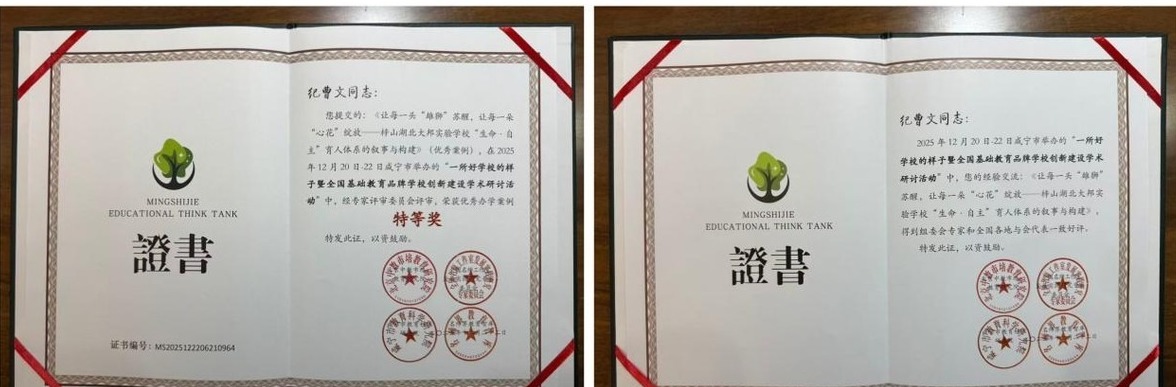 MINGSHIJIE
EDUCATIONAL THINK TANK
證書
证书编号：MS2025122206210964
纪曹文同志：
您提交的：《让每一头“雄狮”苏醒，让每一朵
“心花”绽放——梓山湖北大邦实验学校“生命·自
主”育人体系的叙事与构建》（优秀案例），在2025
年12月20日-22日咸宁市举办的“一所好学校的样
子暨全国基础教育品牌学校创新建设学术研讨活
动”中，经专家评审委员会评审，荣获优秀办学案例
特等奖
特发此证，以资鼓励。
MINGSHIJIE
EDUCATIONAL THINK TANK
證書
纪曹文同志：
2025年12月20日-22日咸宁市举办的“一所好
学校的样子暨全国基础教育品牌学校创新建设学术
研讨活动”中，您的经验交流：《让每一头“雄狮”
苏醒，让每一朵“心花”绽放——梓山湖北大邦实
验学校“生命·自主”育人体系的叙事与构建》，
得到组委会专家和全国各地与会代表一致好评。
特发此证，以资鼓励。